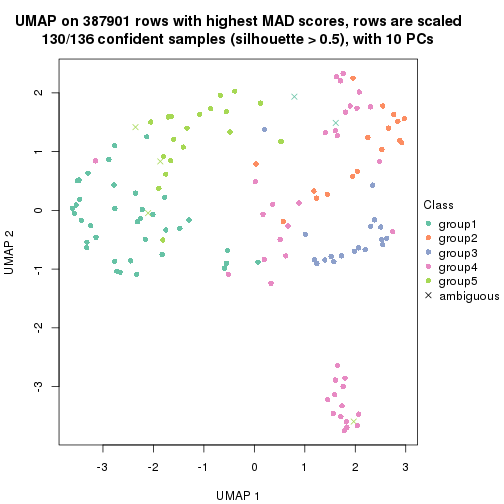 UMAP on 387901 rows with highest MAD scores, rows are scaled
130/136 confident samples (silhouette > 0.5), with 10 PCs
2
1
0
-1
-2
-3
UMAP 2
-3
-2
-1
0
1
2
3
UMAP 1
Class
group1
group2
group3
group4
group5
ambiguous